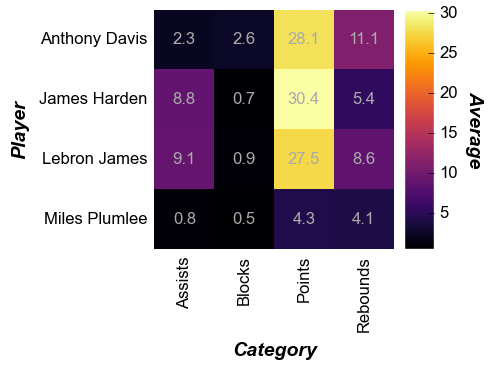 Anthony Davis 2.3 2.6 28.1 11.1
James Harden 8.8 0.7 30.4 5.4
Lebron James 9.1 0.9 27.5 8.6
Miles Plumlee 0.8 0.5 4.3 4.1
Player
Assists
Blocks
Points
Rebounds
Category
30
25
20
15
10
5
Average